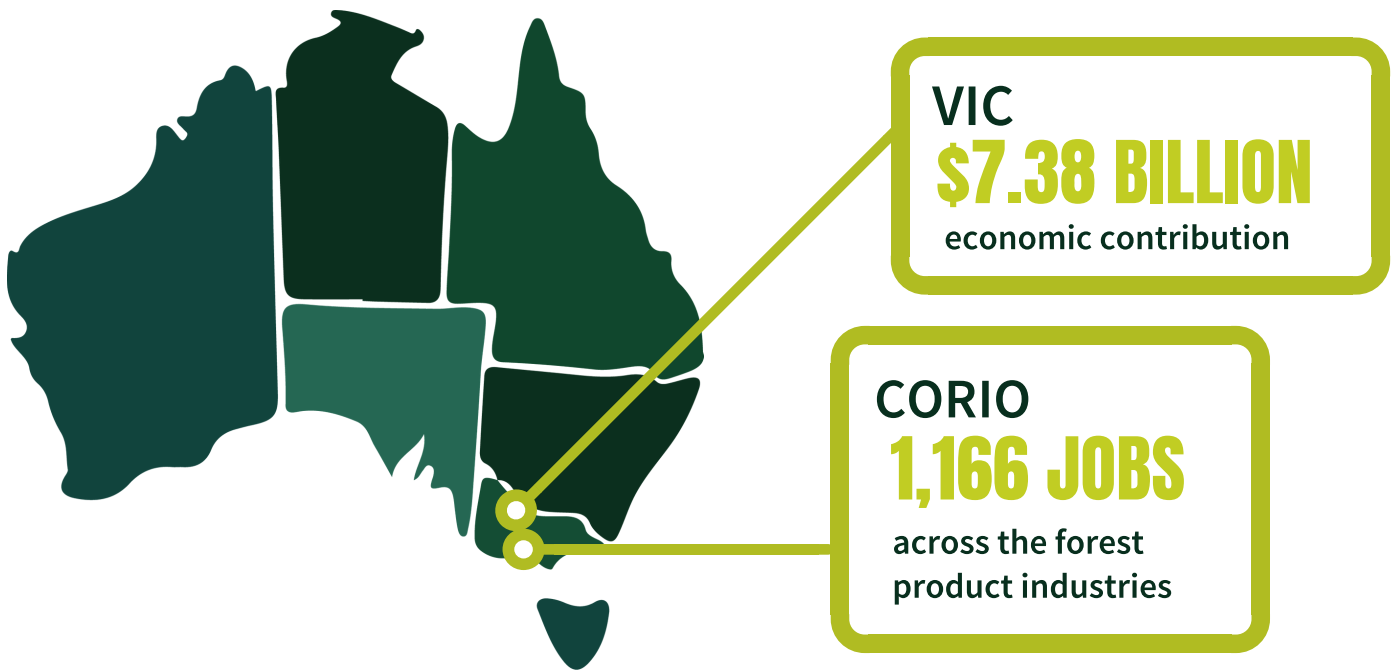 VIC
$7.38 BILLION
economic contribution
CORIO
1,166 JOBS
across the forest
product industries